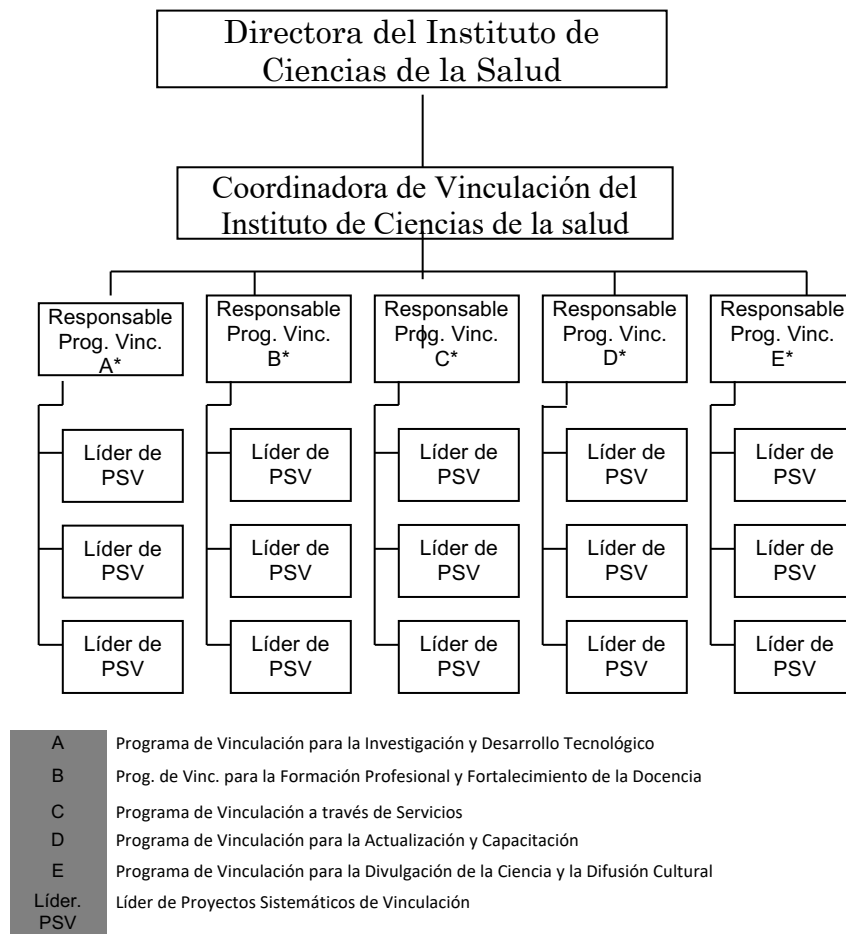 Directora del Instituto de
Ciencias de la Salud
Coordinadora de Vinculación del
Instituto de Ciencias de la salud
Responsable
Prog. Vinc.
A*
Responsable
Prog. Vinc.
B*
Responsable
Prog. Vinc.
C*
Responsable
Prog. Vinc.
D*
Responsable
Prog. Vinc.
E*
Líder de
PSV
Líder de
PSV
Líder de
PSV
Líder de
PSV
Líder de
PSV
Líder de
PSV
Líder de
PSV
Líder de
PSV
Líder de
PSV
Líder de
PSV
Líder de
PSV
Líder de
PSV
Líder de
PSV
Líder de
PSV
Líder de
PSV
A Programa de Vinculación para la Investigación y Desarrollo Tecnológico
B Prog. de Vinc. para la Formación Profesional y Fortalecimiento de la Docencia
C Programa de Vinculación a través de Servicios
D Programa de Vinculación para la Actualización y Capacitación
E Programa de Vinculación para la Divulgación de la Ciencia y la Difusión Cultural
Líder. Líder de Proyectos Sistemáticos de Vinculación
PSV